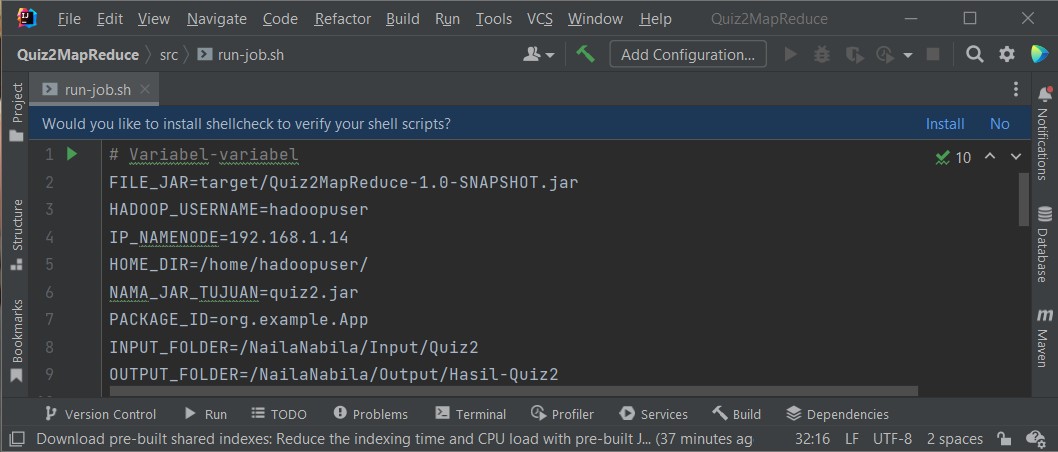 File Edit View Navigate Code Refactor Build Run Tools VCS Window Help Quiz2MapReduce
Quiz2MapReduce src run-job.sh Add Configuration...
run-job.sh
Would you like to install shellcheck to verify your shell scripts? Install No
1 # Variabel-variabel 10
2 FILE_JAR=target/Quiz2MapReduce-1.0-SNAPSHOT.jar
3 HADOOP_USERNAME=hadoopuser
4 IP_NAMENODE=192.168.1.14
5 HOME_DIR=/home/hadoopuser/
6 NAMA_JAR_TUJUAN=quiz2.jar
7 PACKAGE_ID=org.example.App
8 INPUT_FOLDER=/NailaNabila/Input/Quiz2
9 OUTPUT_FOLDER=/NailaNabila/Output/Hasil-Quiz2
Project
Structure
Bookmarks
Notifications
Database
Maven
Version Control Run TODO Problems Terminal Profiler Services Build Dependencies
Download pre-built shared indexes: Reduce the indexing time and CPU load with pre-built J... (37 minutes ag 32:16 LF UTF-8 2 spaces